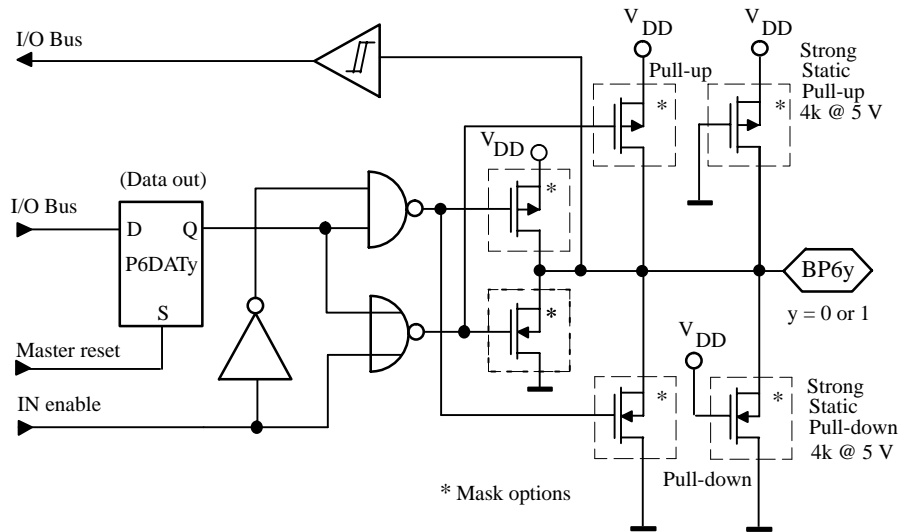 I/O Bus
V
DD
V
DD
Strong
Static
Pull-up
4k @ 5 V
Pull-up
*
*
V
DD
(Data out)
*
I/O Bus
D
Q
P6DATy
S
BP6y
*
y = 0 or 1
Master reset
V
DD
IN enable
*
*
Strong
Static
Pull-down
4k @ 5 V
Pull-down
* Mask options